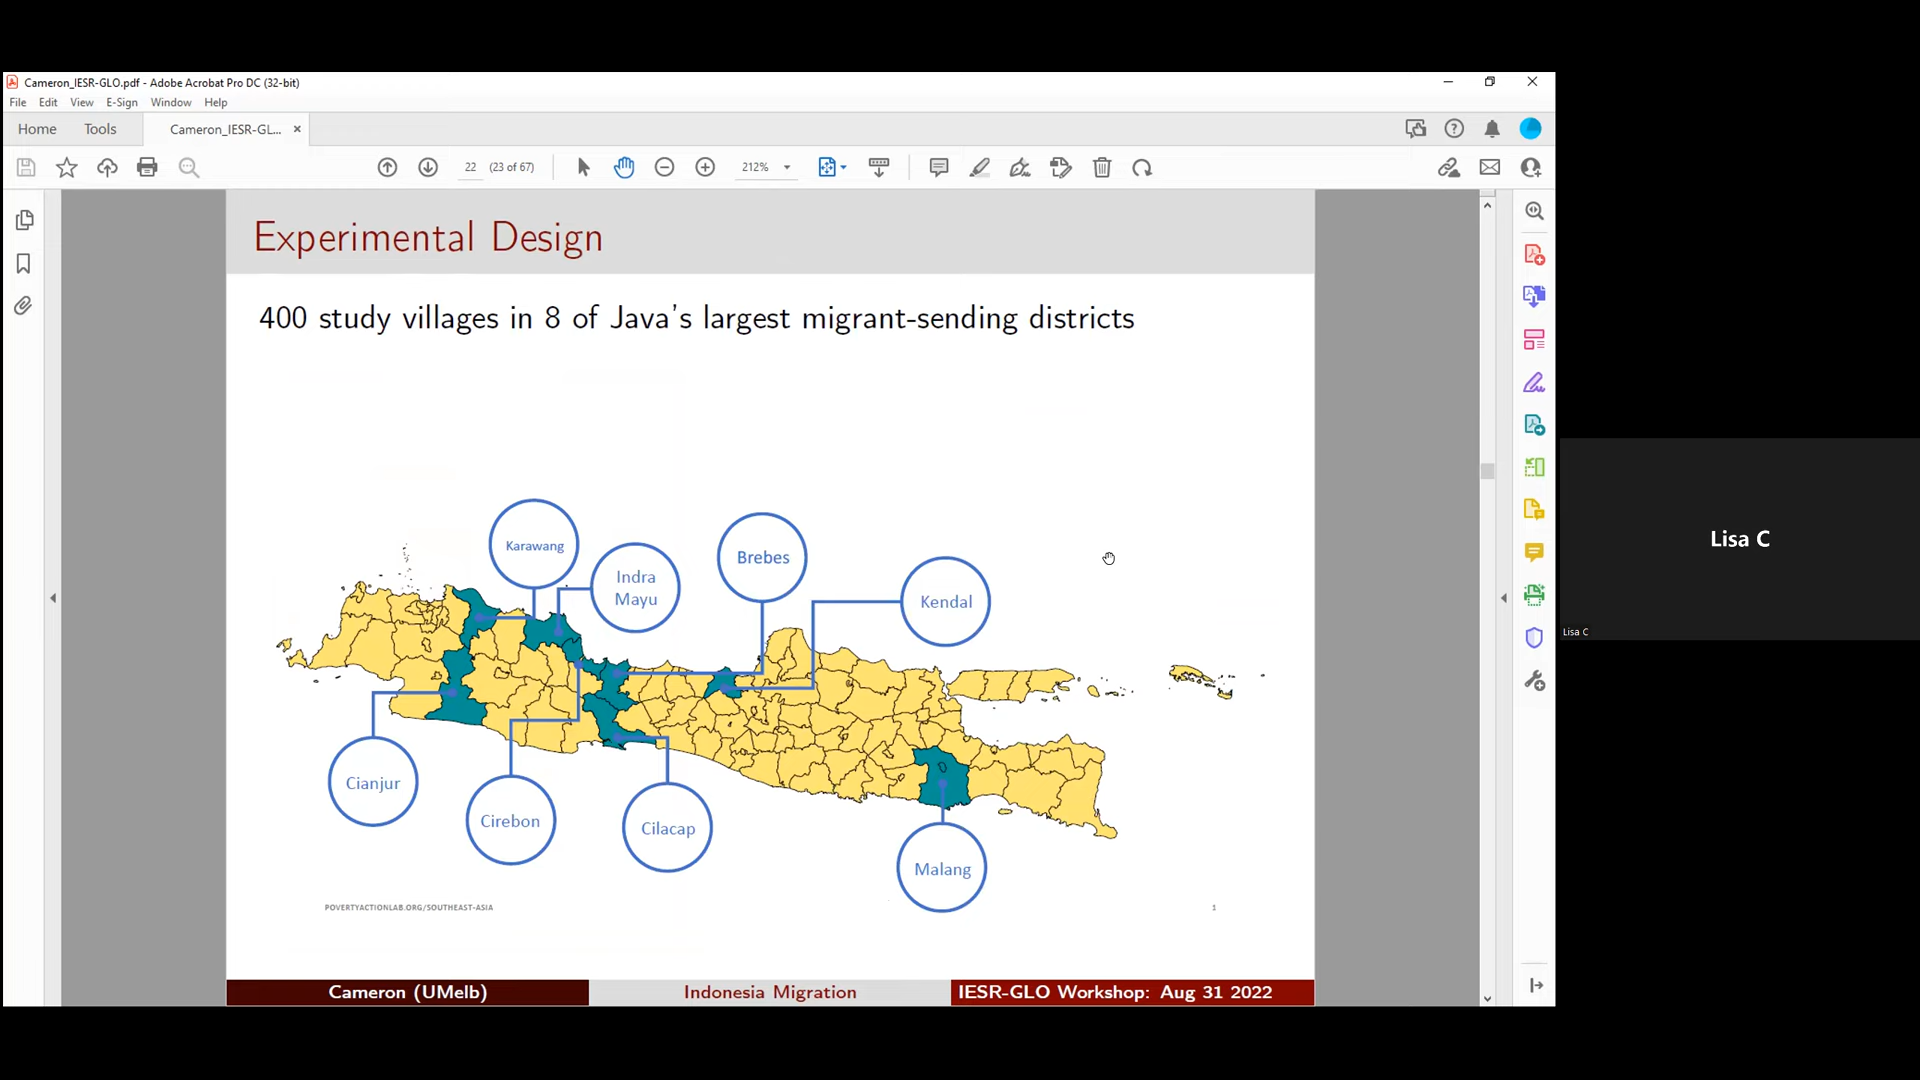 Cameron_IESR-GLO.pdf - Adobe Acrobat Pro DC (32-bit)
File Edit View E-Sign Window Help
Home Tools Cameron_IESR-GL...
22 (23 of 67) 212%
Experimental Design
400 study villages in 8 of Java's largest migrant-sending districts
Karawang
Indra
Mayu
Brebes
Kendal
Cianjur
Cirebon
Cilacap
Malang
POVERTYACTIONLAB.ORG/SOUTHEAST-ASIA
1
Cameron (UMelb) Indonesia Migration IESR-GLO Workshop: Aug 31 2022
Lisa C
Lisa C